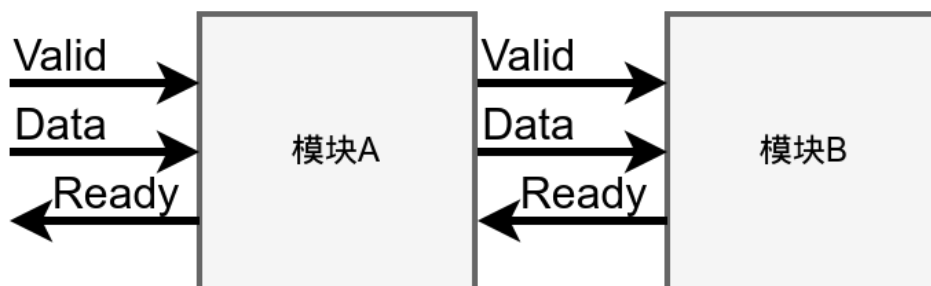 Valid
Valid
Data
Data
模块A
模块B
Ready
Ready